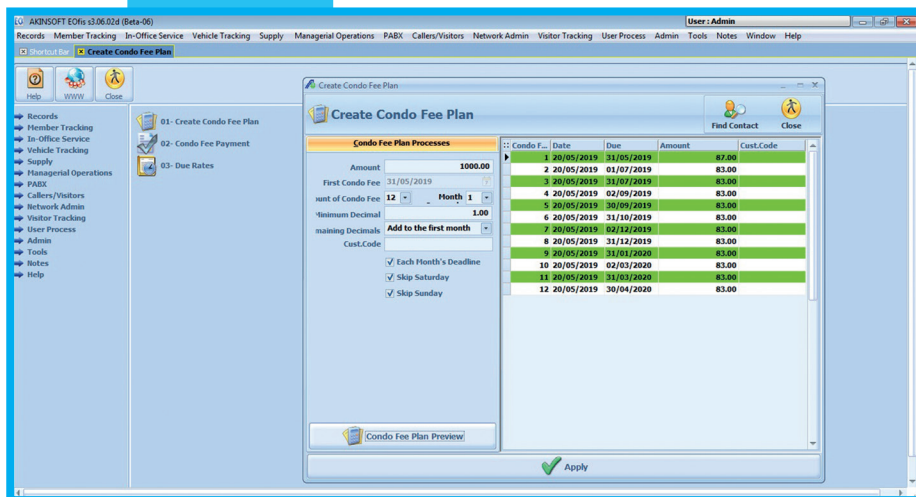 EO AKINSOFT EOfis s3.06.02d (Beta-06) User : Admin
Records Member Tracking In-Office Service Vehicle Tracking Supply Managerial Operations PABX Callers/Visitors Network Admin Visitor Tracking User Process Admin Tools Notes Window Help
Shortcut Bar Create Condo Fee Plan
Help WWW Close
Records
Member Tracking
In-Office Service
Vehicle Tracking
Supply
Managerial Operations
PABX
Callers/Visitors
Network Admin
Visitor Tracking
User Process
Admin
Tools
Notes
Help
01- Create Condo Fee Plan
02- Condo Fee Payment
03- Due Rates
Create Condo Fee Plan
Create Condo Fee Plan
Find Contact Close
Condo Fee Plan Processes
Amount 1000.00
First Condo Fee 31/05/2019
unt of Condo Fee 12 - Month 1
Minimum Decimal 1.00
maining Decimals Add to the first month
Cust.Code
Each Month's Deadline
Skip Saturday
Skip Sunday
Condo Fee Plan Preview
Condo F... Date Due Amount Cust.Code
1 20/05/2019 31/05/2019 87.00
2 20/05/2019 01/07/2019 83.00
3 20/05/2019 31/07/2019 83.00
4 20/05/2019 02/09/2019 83.00
5 20/05/2019 30/09/2019 83.00
6 20/05/2019 31/10/2019 83.00
7 20/05/2019 02/12/2019 83.00
8 20/05/2019 31/12/2019 83.00
9 20/05/2019 31/01/2020 83.00
10 20/05/2019 02/03/2020 83.00
11 20/05/2019 31/03/2020 83.00
12 20/05/2019 30/04/2020 83.00
Apply